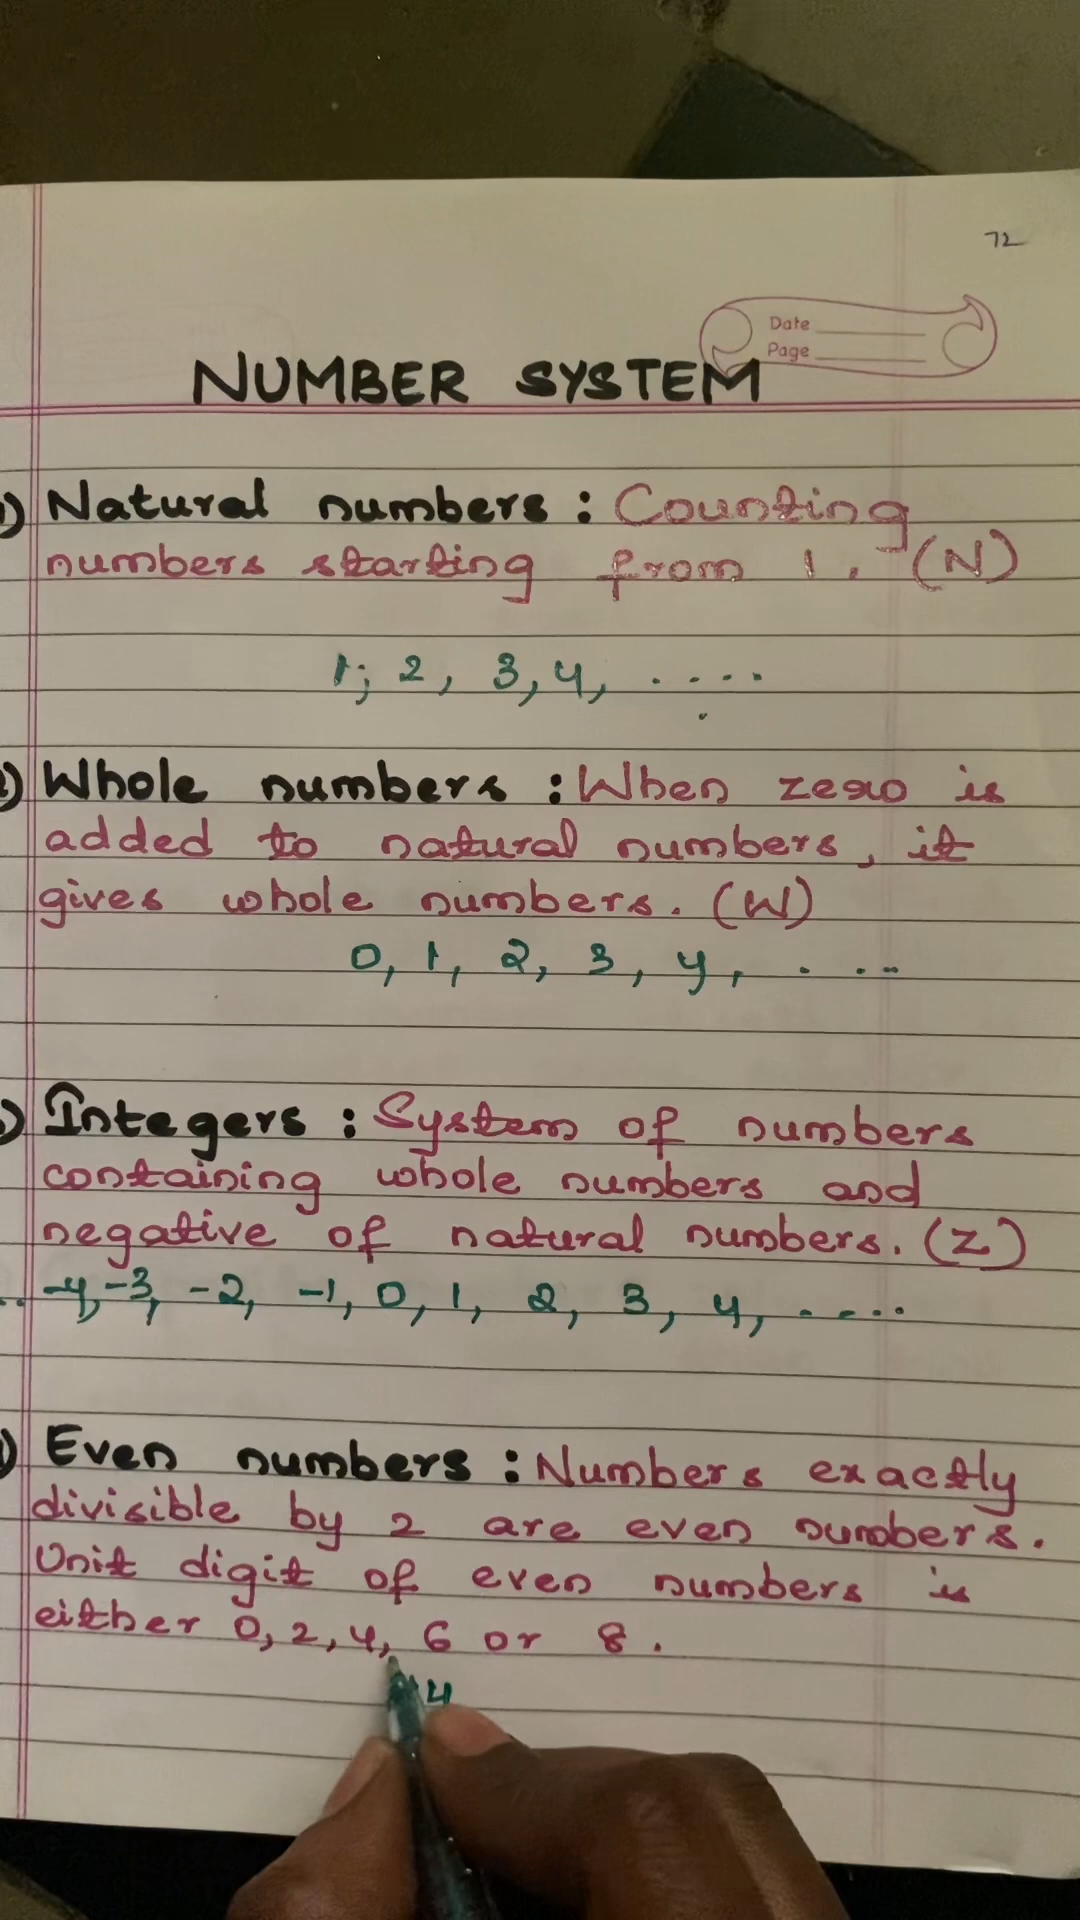 72
Date
Page
NUMBER SYSTEM
) Natural numbers : Counting
numbers starting from 1. (N)
1, 2, 3, 4, ....
) Whole numbers : When zero is
added to natural numbers, it
gives whole numbers. (W)
0, 1, 2, 3, 4, ....
) Integers : System of numbers
containing whole numbers and
negative of natural numbers. (Z)
.. -4, -3, -2, -1, 0, 1, 2, 3, 4, ....
) Even numbers : Numbers exactly
divisible by 2 are even numbers.
Unit digit of even numbers is
either 0, 2, 4, 6 or 8.
4